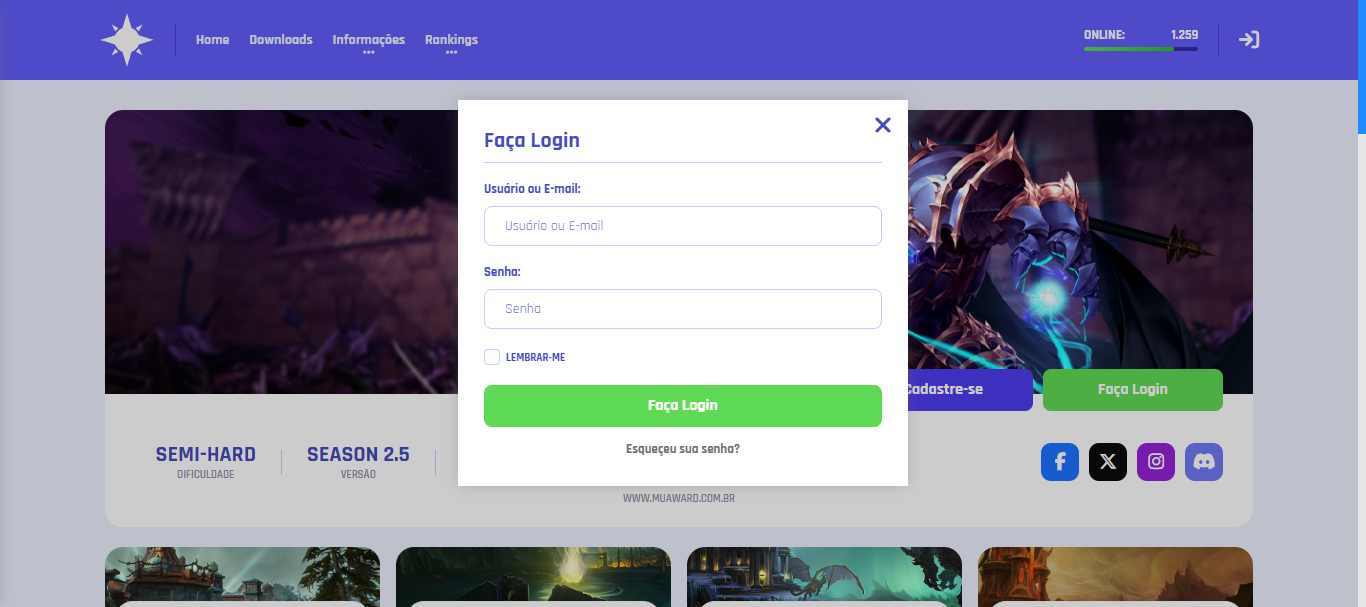 Home Downloads Informações Rankings
ONLINE: 1.259
Faça Login
Usuário ou E-mail:
Usuário ou E-mail
Senha:
Senha
LEMBRAR-ME
Faça Login
Esqueçeu sua senha?
Cadastre-se
Faça Login
SEMI-HARD
DIFICULDADE
SEASON 2.5
VERSÃO
WWW.MUAWARD.COM.BR